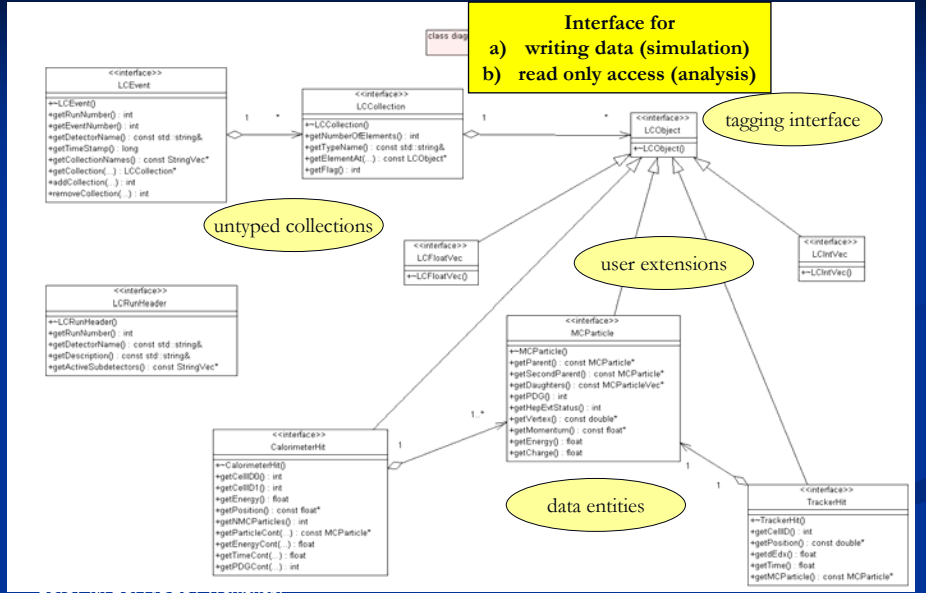 class diag
Interface for
a) writing data (simulation)
b) read only access (analysis)
<<interface>>
LCEvent
+~LCEvent()
+getRunNumber() : int
+getEventNumber() : int
+getDetectorName() : const std::string&
+getTimeStamp() : long
+getCollectionNames() : const StringVec*
+getCollection(...) : LCCollection*
+addCollection(...) : int
+removeCollection(...) : int
1
*
<<interface>>
LCCollection
+~LCCollection()
+getNumberOfElements() : int
+getTypeName() : const std::string&
+getElementAt(...) : const LCObject*
+getFlag() : int
1
*
<<interface>>
LCObject
+~LCObject()
tagging interface
untyped collections
<<interface>>
LCFloatVec
+~LCFloatVec()
user extensions
<<interface>>
LCIntVec
+~LCIntVec()
<<interface>>
LCRunHeader
+~LCRunHeader()
+getRunNumber() : int
+getDetectorName() : const std::string&
+getDescription() : const std::string&
+getActiveSubdetectors() : const StringVec*
<<interface>>
MCParticle
+~MCParticle()
+getParent() : const MCParticle*
+getSecondParent() : const MCParticle*
+getDaughters() : const MCParticleVec*
+getPDG() : int
+getHepEvtStatus() : int
+getVertex() : const double*
+getMomentum() : const float*
+getEnergy() : float
+getCharge() : float
1..*
1
<<interface>>
CalorimeterHit
+~CalorimeterHit()
+getCellID0() : int
+getCellID1() : int
+getEnergy() : float
+getPosition() : const float*
+getNMCParticles() : int
+getParticleCont(...) : const MCParticle*
+getEnergyCont(...) : float
+getTimeCont(...) : float
+getPDGCont(...) : int
data entities
1
1
<<interface>>
TrackerHit
+~TrackerHit()
+getCellID() : int
+getPosition() : const double*
+getdEdx() : float
+getTime() : float
+getMCParticle() : const MCParticle*